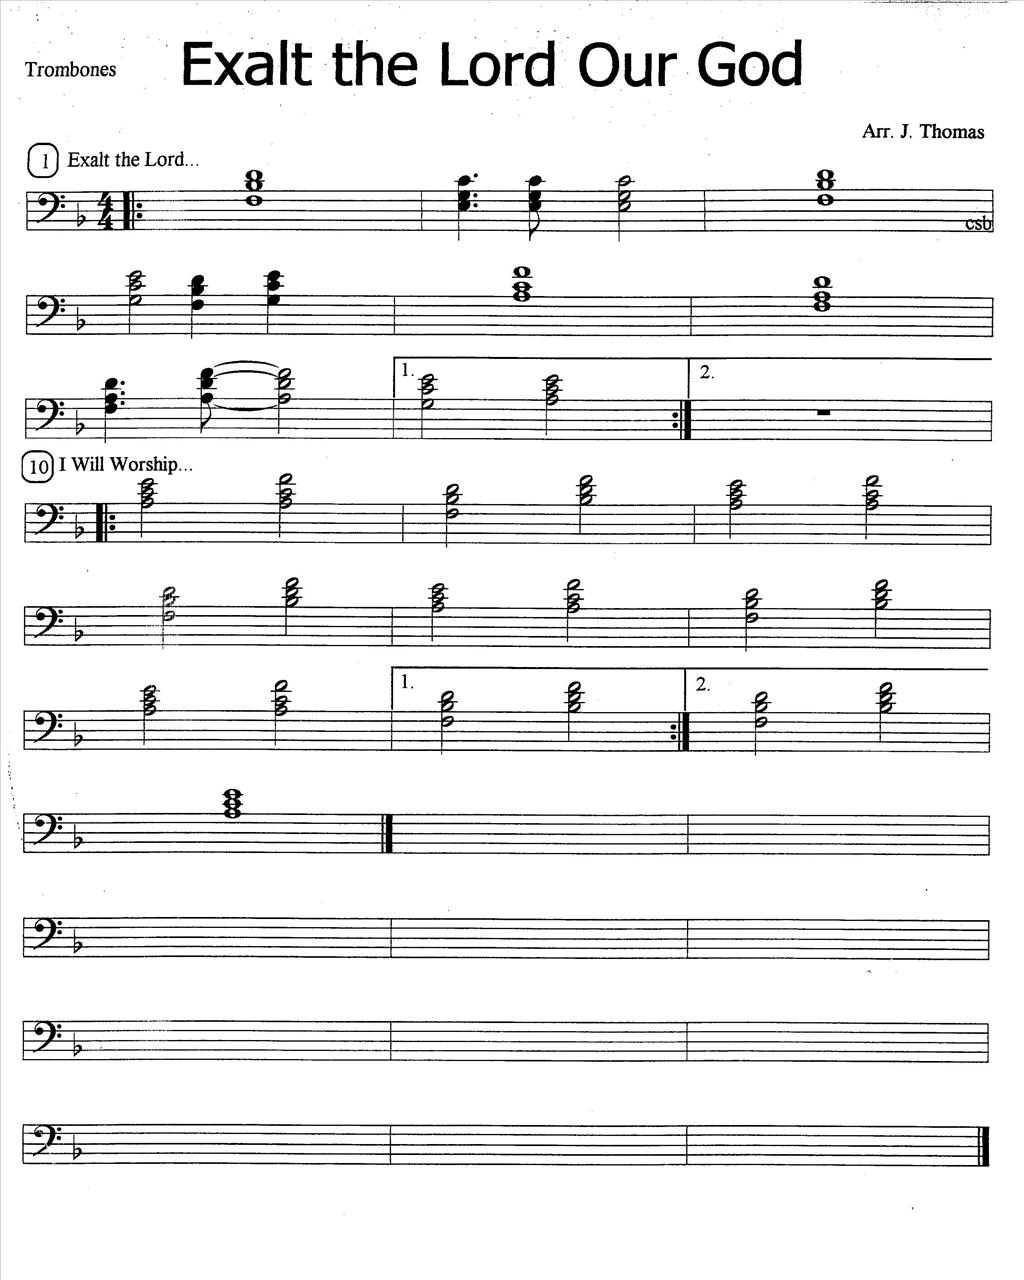 Trombones
Exalt the Lord Our God
Arr. J. Thomas
1 Exalt the Lord...
4
4
csb
1. 2.
10 I Will Worship...
1. 2.